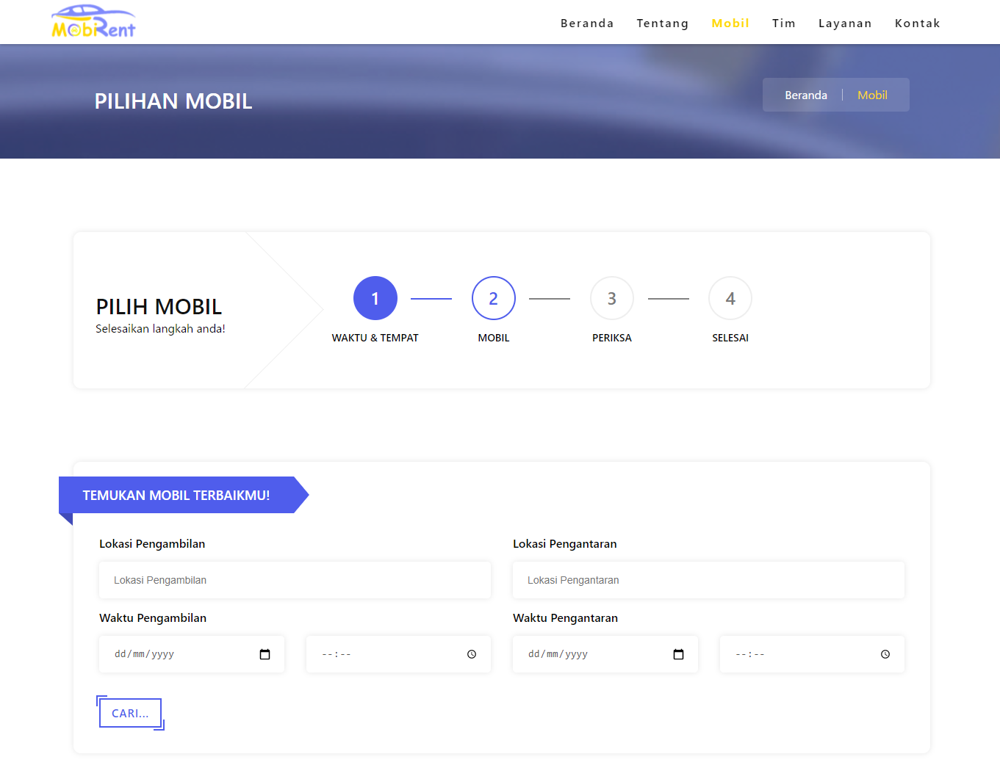 MobiRent
Beranda Tentang Mobil Tim Layanan Kontak
PILIHAN MOBIL
Beranda Mobil
PILIH MOBIL
Selesaikan langkah anda!
1 2 3 4
WAKTU & TEMPAT MOBIL PERIKSA SELESAI
TEMUKAN MOBIL TERBAIKMU!
Lokasi Pengambilan Lokasi Pengantaran
Lokasi Pengambilan Lokasi Pengantaran
Waktu Pengambilan Waktu Pengantaran
dd/mm/yyyy --:-- dd/mm/yyyy --:--
CARI...